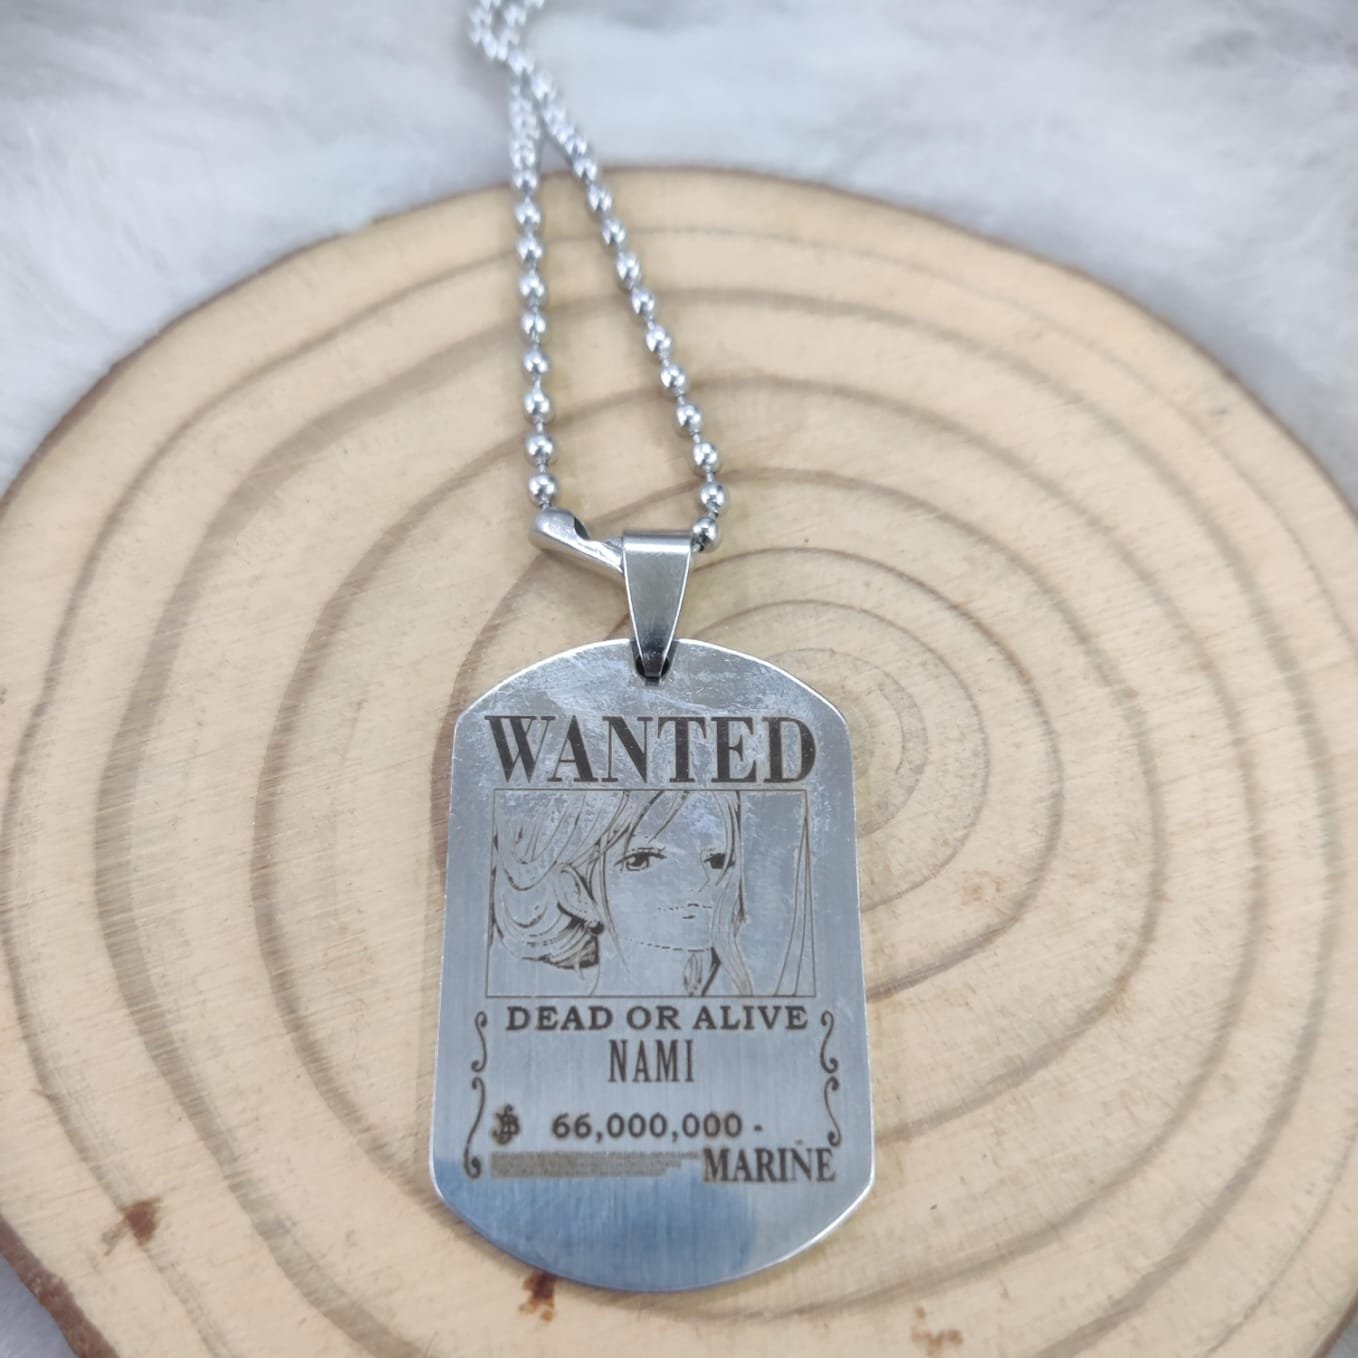 WANTED
DEAD OR ALIVE
NAMI
66,000,000 -
MARINE